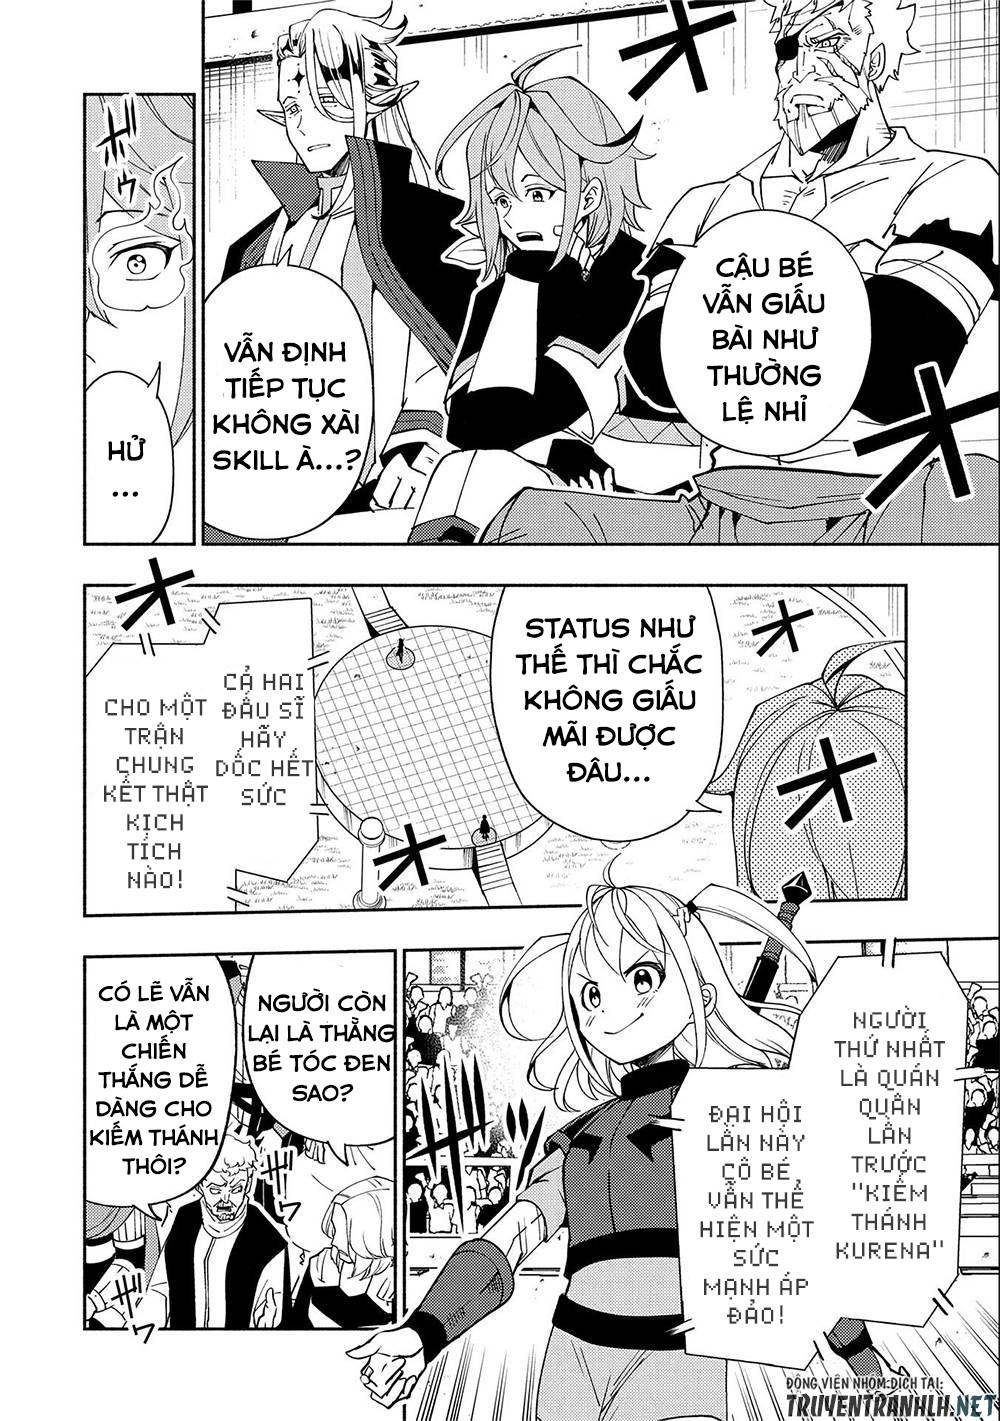 CẬU BÉ
VẪN GIẤU
BÀI NHƯ
THƯỜNG
LỆ NHỈ
VẪN ĐỊNH
TIẾP TỤC
KHÔNG XÀI
SKILL À...?
HỬ
...
STATUS NHƯ
THẾ THÌ CHẮC
KHÔNG GIẤU
MÃI ĐƯỢC
ĐÂU...
CẢ HAI
ĐẤU SĨ
HÃY
DỐC HẾT
SỨC
CHO MỘT
TRẬN
CHUNG
KẾT THẬT
KỊCH
TÍCH
NÀO!
NGƯỜI
THỨ NHẤT
LÀ QUÁN
QUÂN
LẦN
TRƯỚC
"KIẾM
THÁNH
KURENA"
ĐẠI HỘI
LẦN NÀY
CÔ BÉ
VẪN THỂ
HIỆN MỘT
SỨC
MẠNH ÁP
ĐẢO!
NGƯỜI CÒN
LẠI LÀ THẰNG
BÉ TÓC ĐEN
SAO?
CÓ LẼ VẪN
LÀ MỘT
CHIẾN
THẮNG DỄ
DÀNG CHO
KIẾM THÁNH
THÔI?
ĐỘNG VIÊN NHÓM DỊCH TẠI:
TRUYENTRANHLH.NET